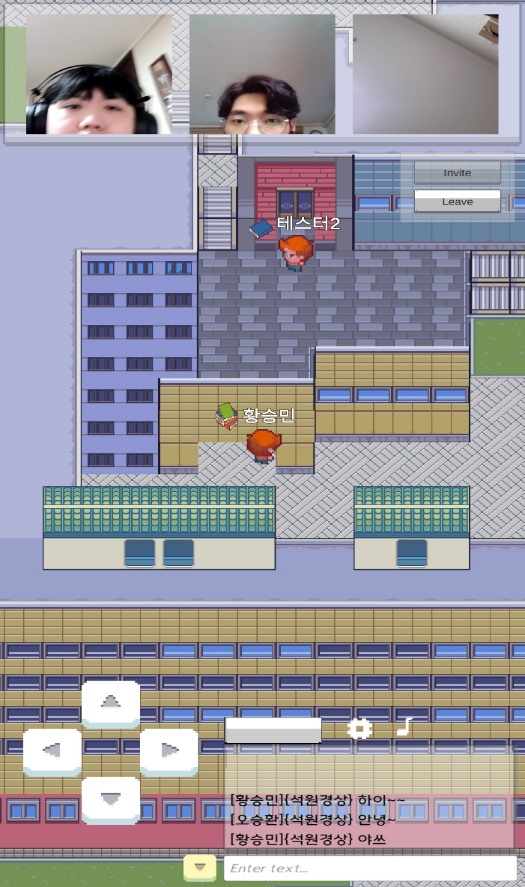 Invite
Leave
테스터2
황승민
[황승민]{석원경상} 하이~~
[오승환]{석원경상} 안녕~
[황승민]{석원경상} 야쓰
Enter text...